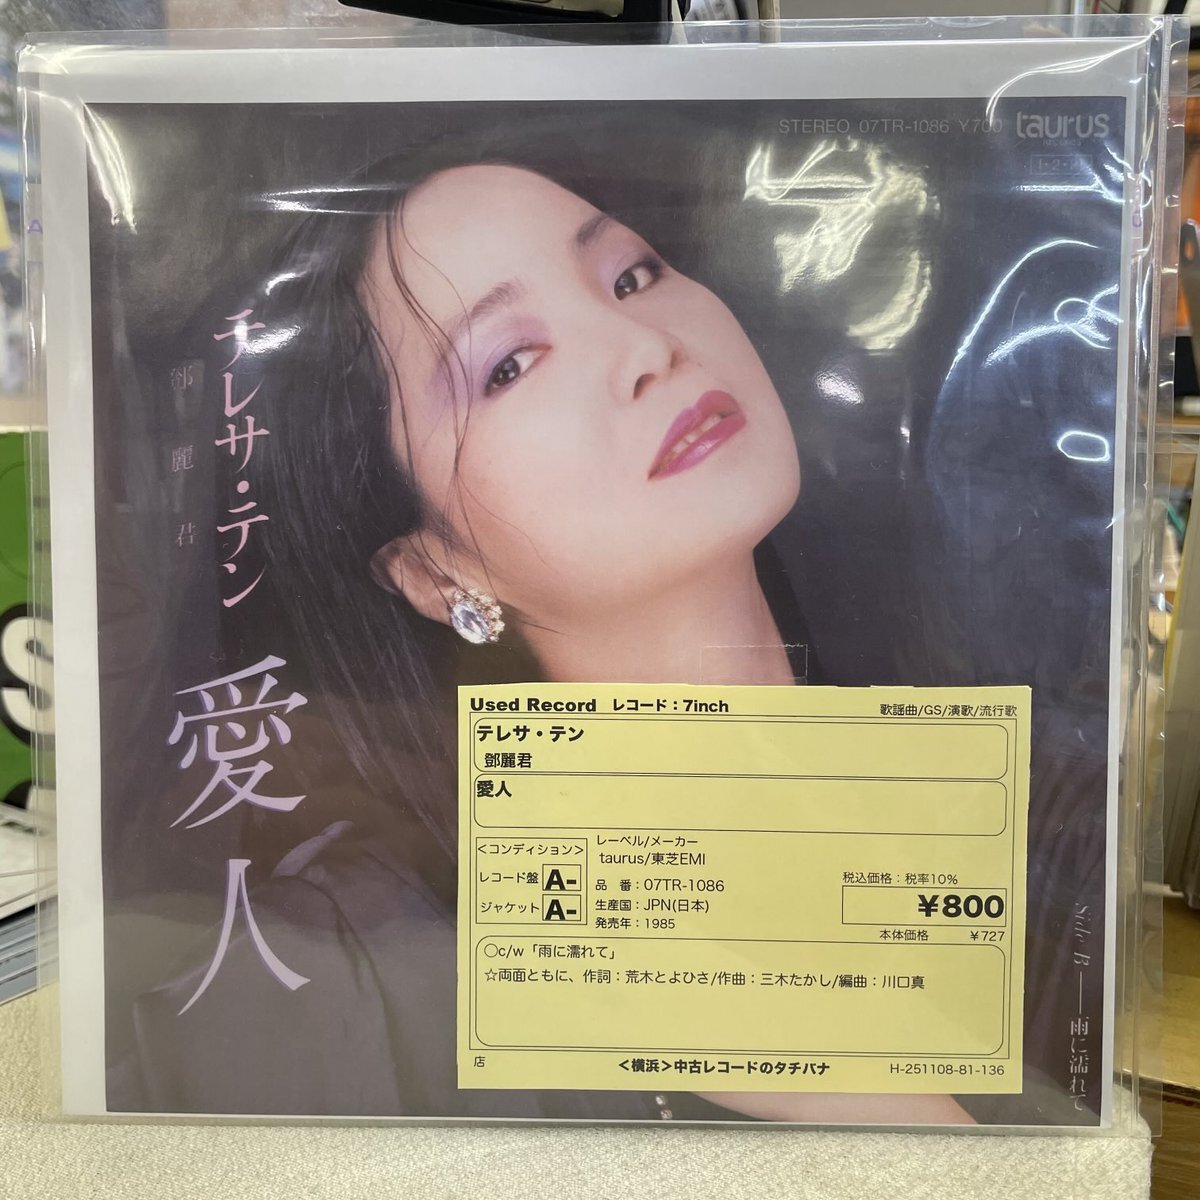 STEREO 07TR-1086 ¥700 taurus
RECORDS
テレサ・テン
鄧麗君
愛人
Side B——雨に濡れて
Used Record レコード：7inch 歌謡曲/GS/演歌/流行歌
テレサ・テン
鄧麗君
愛人
<コンディション>
レコード盤 A-
ジャケット A-
レーベル/メーカー
taurus/東芝EMI
品 番：07TR-1086
生産国：JPN(日本)
発売年：1985
税込価格：税率10%
¥800
本体価格 ¥727
○c/w「雨に濡れて」
☆両面ともに、作詞：荒木とよひさ/作曲：三木たかし/編曲：川口真
店 <横浜>中古レコードのタチバナ H-251108-81-136